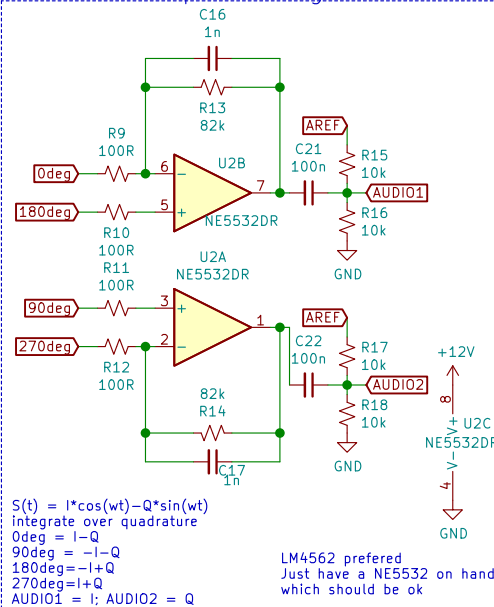 C16
1n
R13
82k
R9
100R
0deg
6
5
7
U2B
NE5532DR
180deg
R10
100R
C21
100n
AREF
R15
10k
AUDIO1
R16
10k
GND
R11
100R
90deg
3
2
1
U2A
NE5532DR
270deg
R12
100R
82k
R14
C17
1n
C22
100n
AREF
R17
10k
AUDIO2
R18
10k
GND
+12V
8
V+
U2C
NE5532DR
V-
4
GND
S(t) = I*cos(wt)-Q*sin(wt)
integrate over quadrature
0deg = I-Q
90deg = -I-Q
180deg=-I+Q
270deg=I+Q
AUDIO1 = I; AUDIO2 = Q
LM4562 prefered
Just have a NE5532 on hand
which should be ok